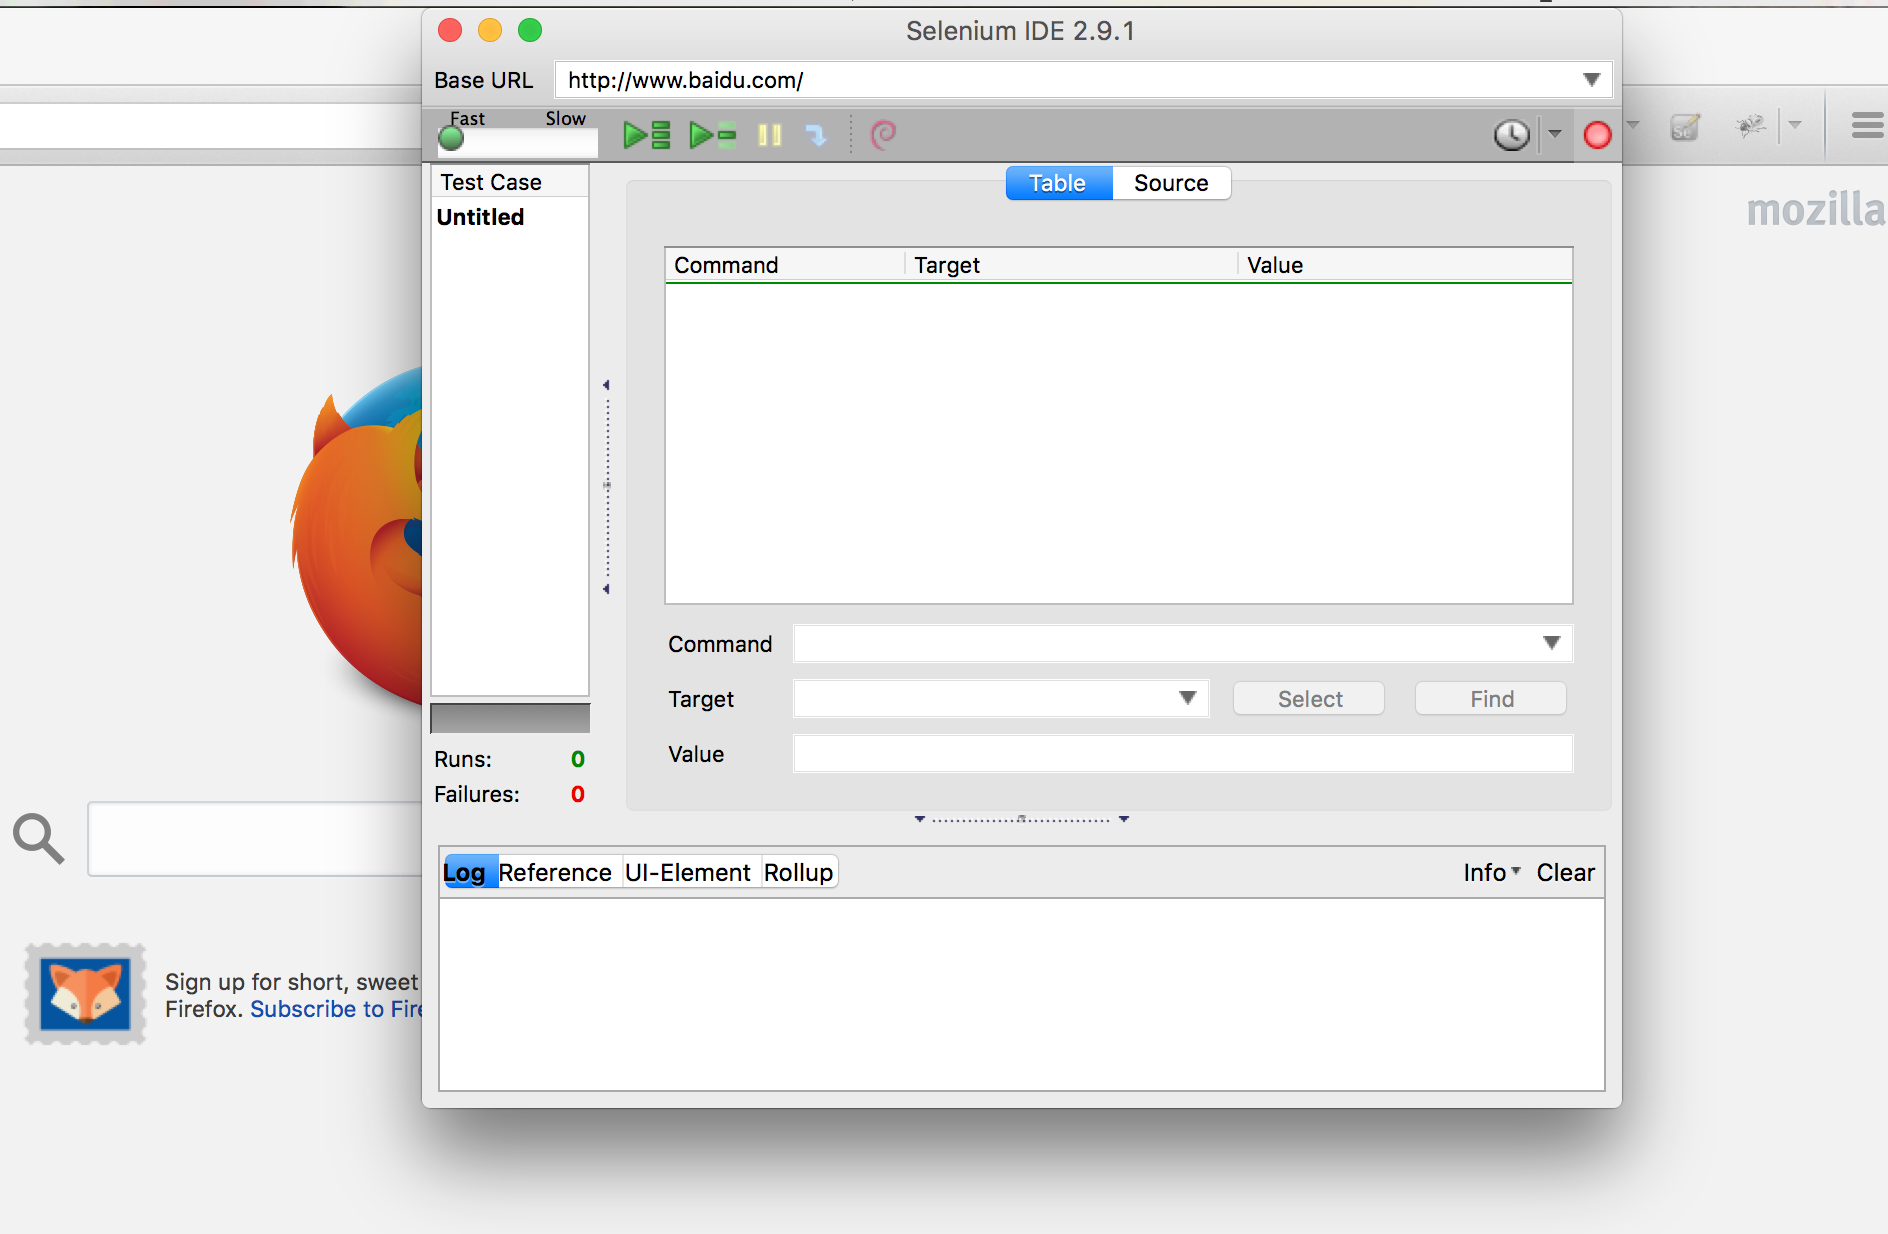 Selenium IDE 2.9.1
Base URL http://www.baidu.com/
Fast Slow
Test Case
Untitled
Table Source
mozilla
Command Target Value
Command
Target Select Find
Value
Runs: 0
Failures: 0
Log Reference UI-Element Rollup Info Clear
Sign up for short, sweet
Firefox. Subscribe to Fire